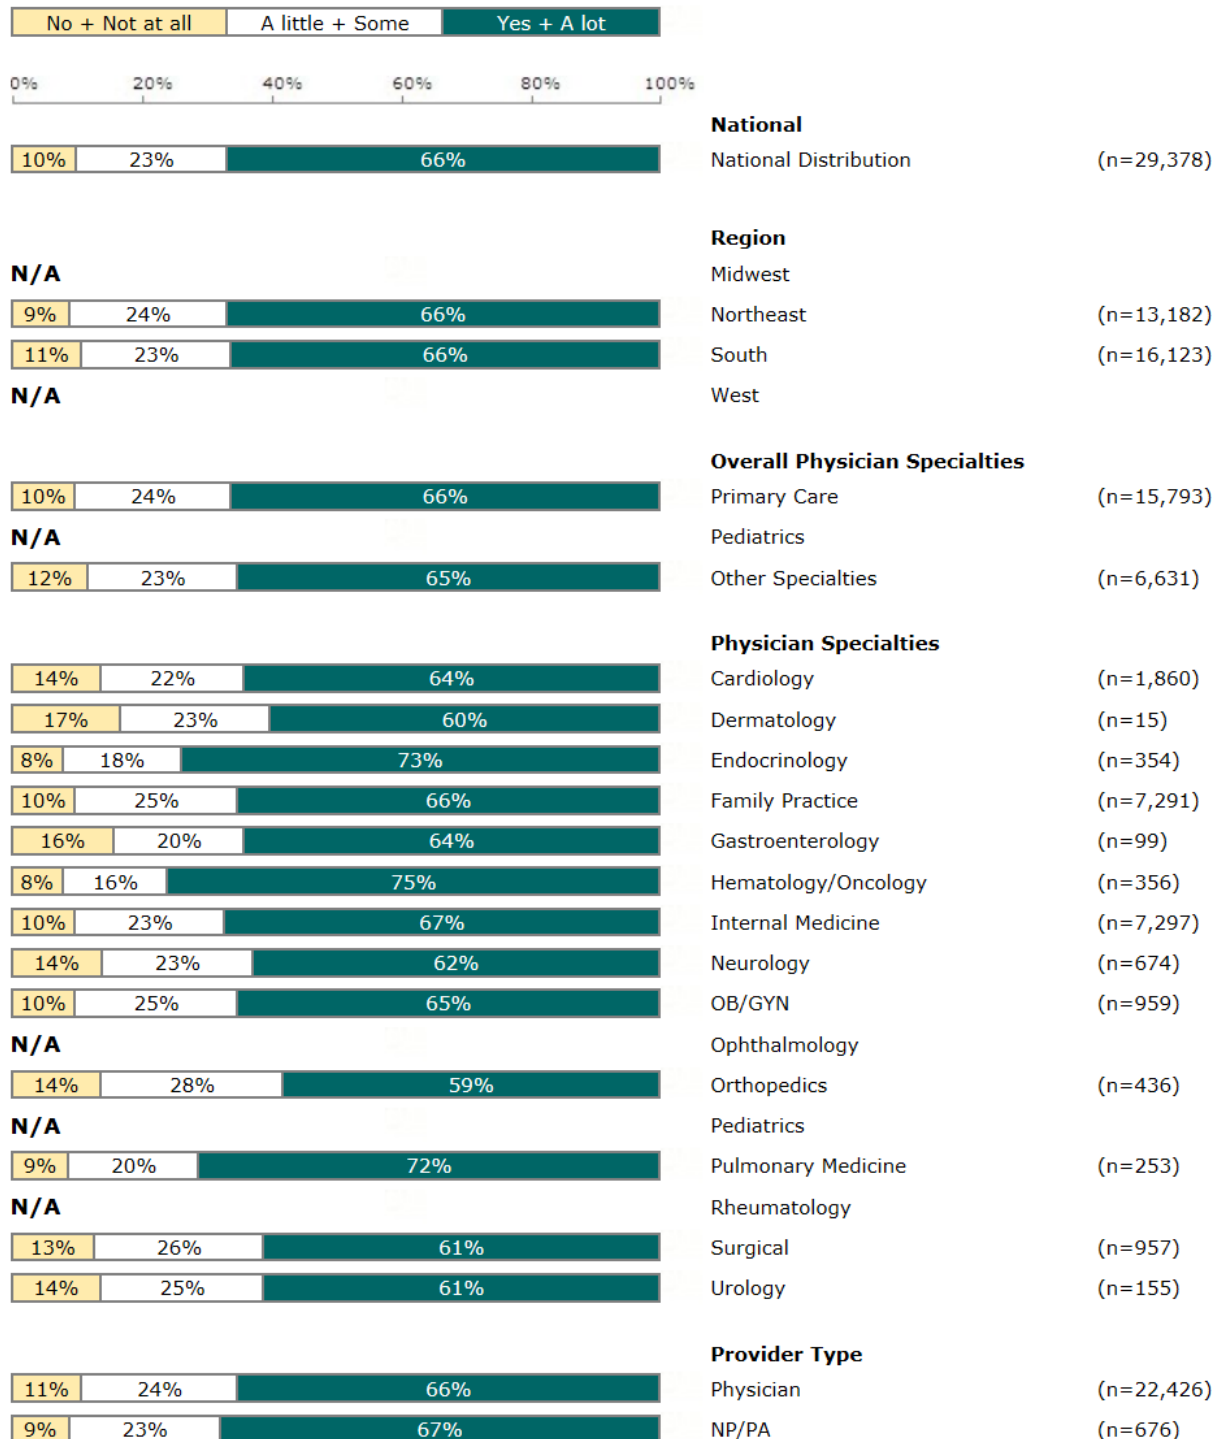 No + Not at all A little + Some Yes + A lot
0% 20% 40% 60% 80% 100%
National
10% 23% 66% National Distribution (n=29,378)
Region
N/A Midwest
9% 24% 66% Northeast (n=13,182)
11% 23% 66% South (n=16,123)
N/A West
Overall Physician Specialties
10% 24% 66% Primary Care (n=15,793)
N/A Pediatrics
12% 23% 65% Other Specialties (n=6,631)
Physician Specialties
14% 22% 64% Cardiology (n=1,860)
17% 23% 60% Dermatology (n=15)
8% 18% 73% Endocrinology (n=354)
10% 25% 66% Family Practice (n=7,291)
16% 20% 64% Gastroenterology (n=99)
8% 16% 75% Hematology/Oncology (n=356)
10% 23% 67% Internal Medicine (n=7,297)
14% 23% 62% Neurology (n=674)
10% 25% 65% OB/GYN (n=959)
N/A Ophthalmology
14% 28% 59% Orthopedics (n=436)
N/A Pediatrics
9% 20% 72% Pulmonary Medicine (n=253)
N/A Rheumatology
13% 26% 61% Surgical (n=957)
14% 25% 61% Urology (n=155)
Provider Type
11% 24% 66% Physician (n=22,426)
9% 23% 67% NP/PA (n=676)